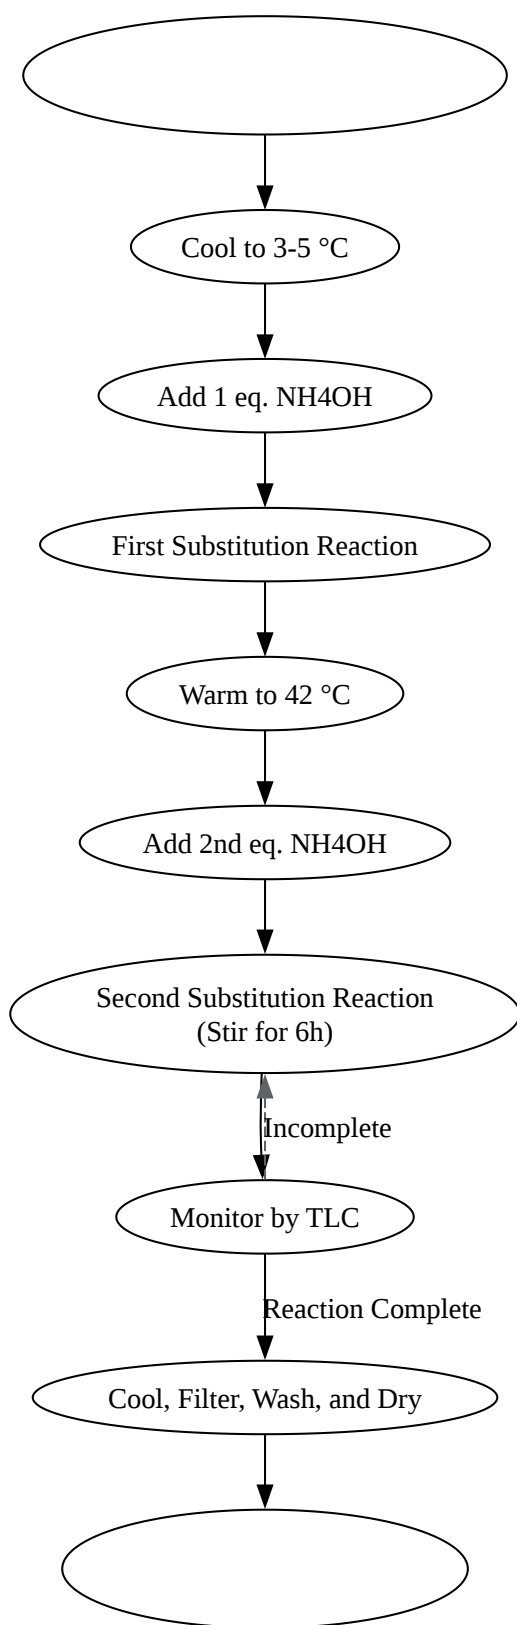 Cool to 3-5 °C
Add 1 eq. NH4OH
First Substitution Reaction
Warm to 42 °C
Add 2nd eq. NH4OH
Second Substitution Reaction
(Stir for 6h)
Incomplete
Monitor by TLC
Reaction Complete
Cool, Filter, Wash, and Dry